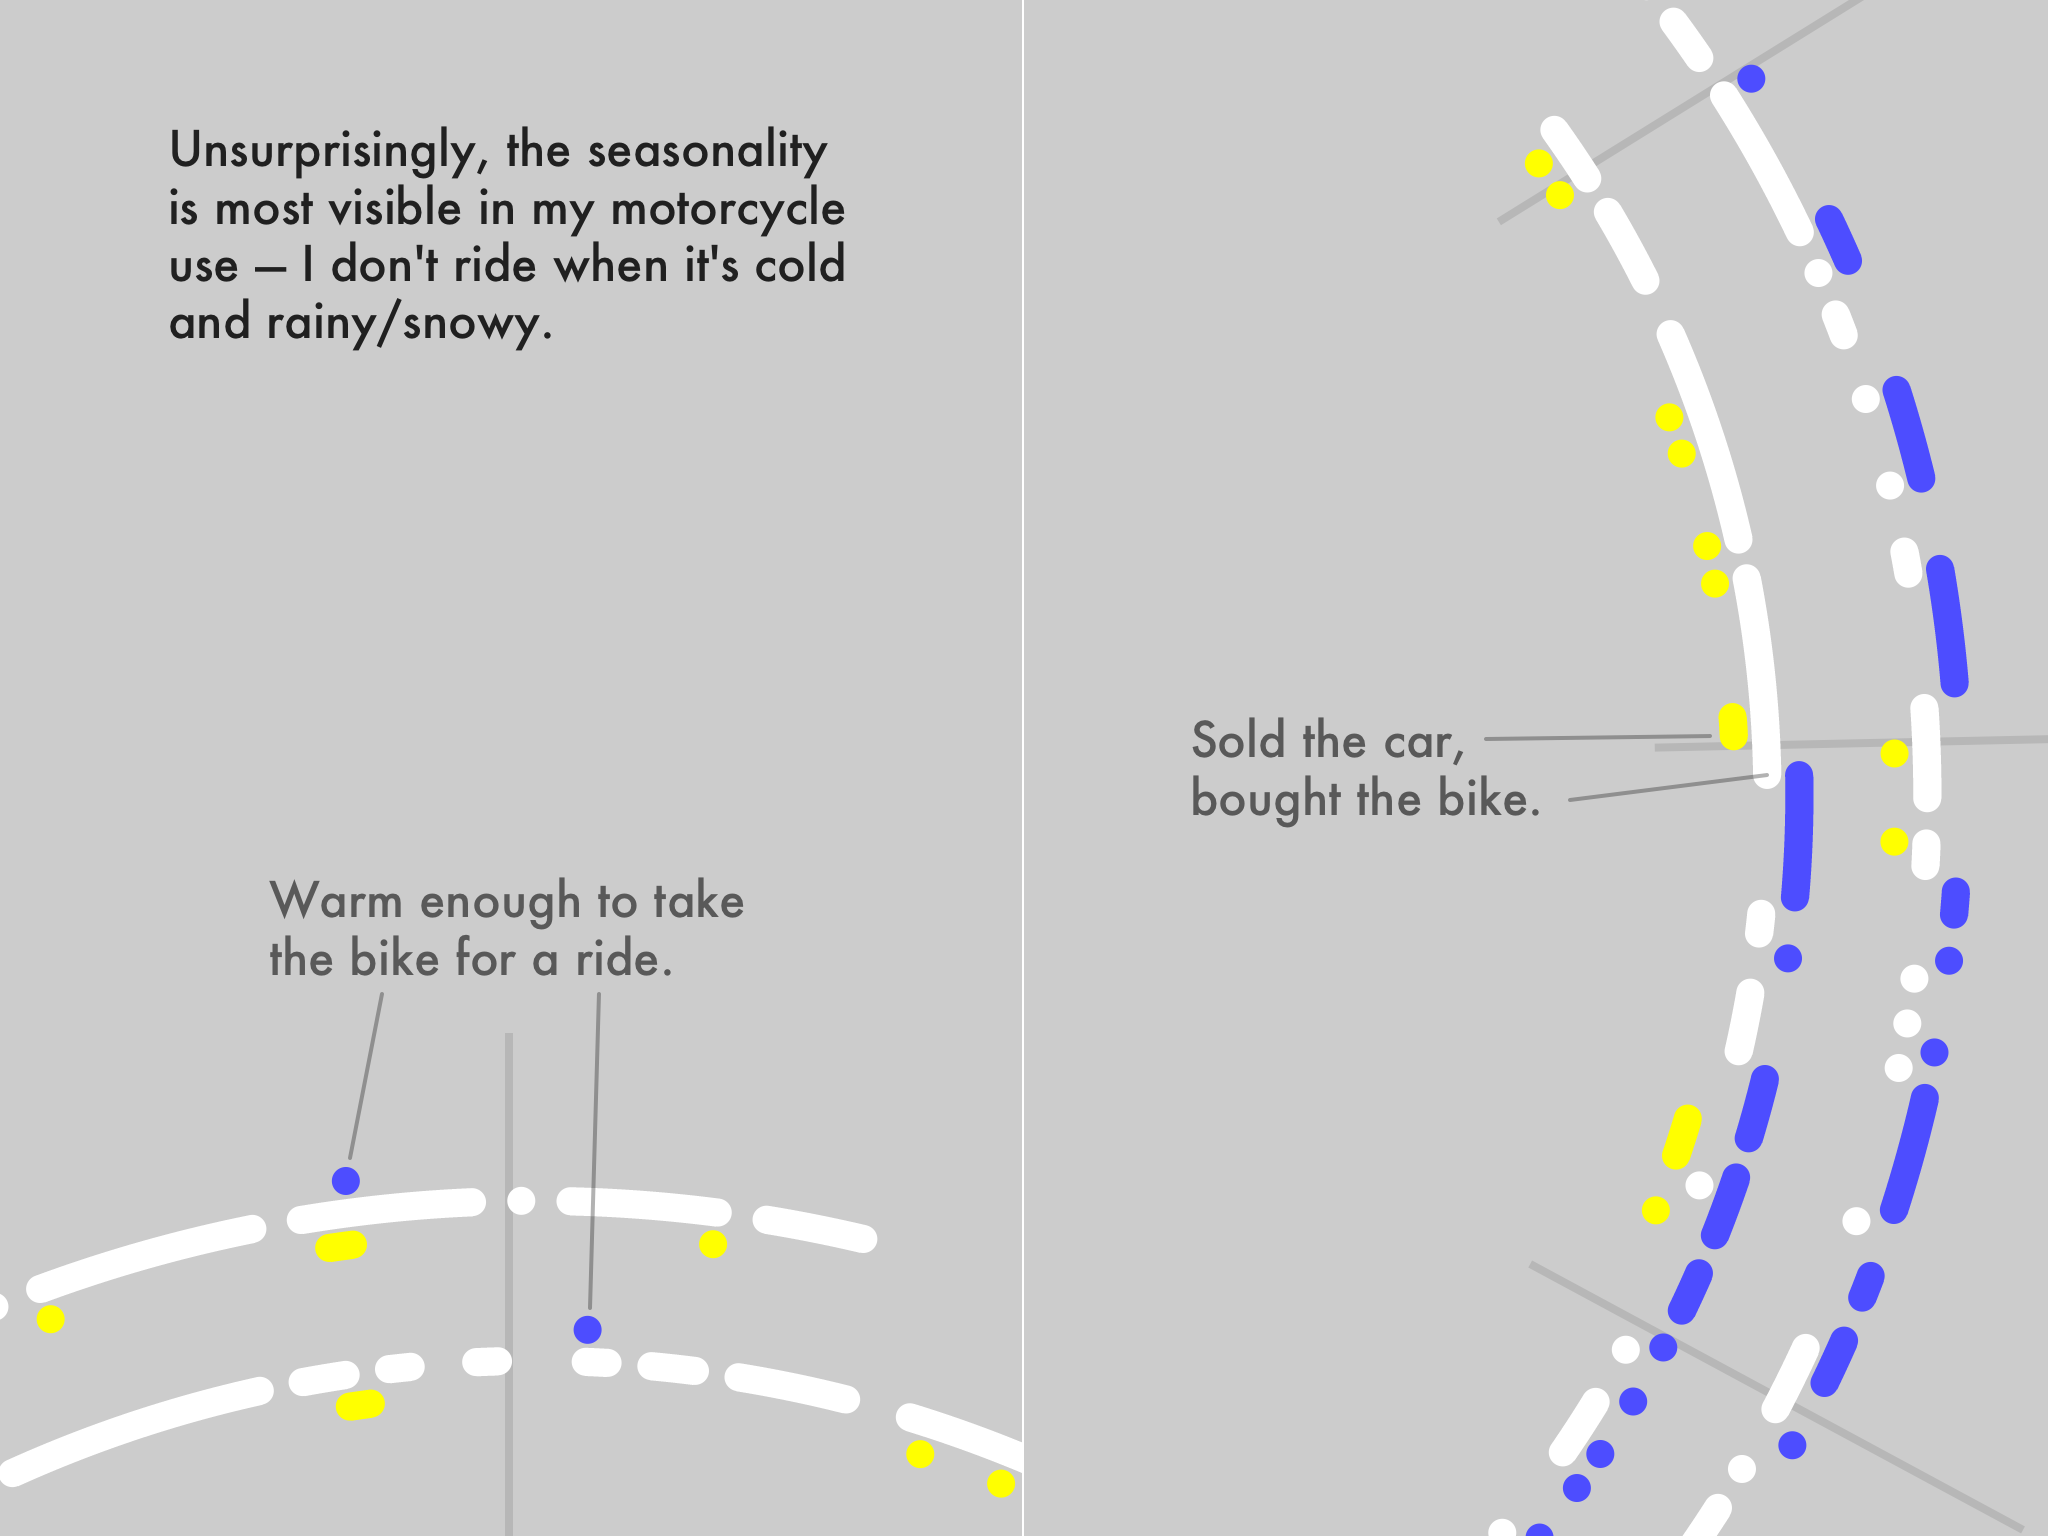 Unsurprisingly, the seasonality
is most visible in my motorcycle
use — I don't ride when it's cold
and rainy/snowy.
Warm enough to take
the bike for a ride.
Sold the car,
bought the bike.